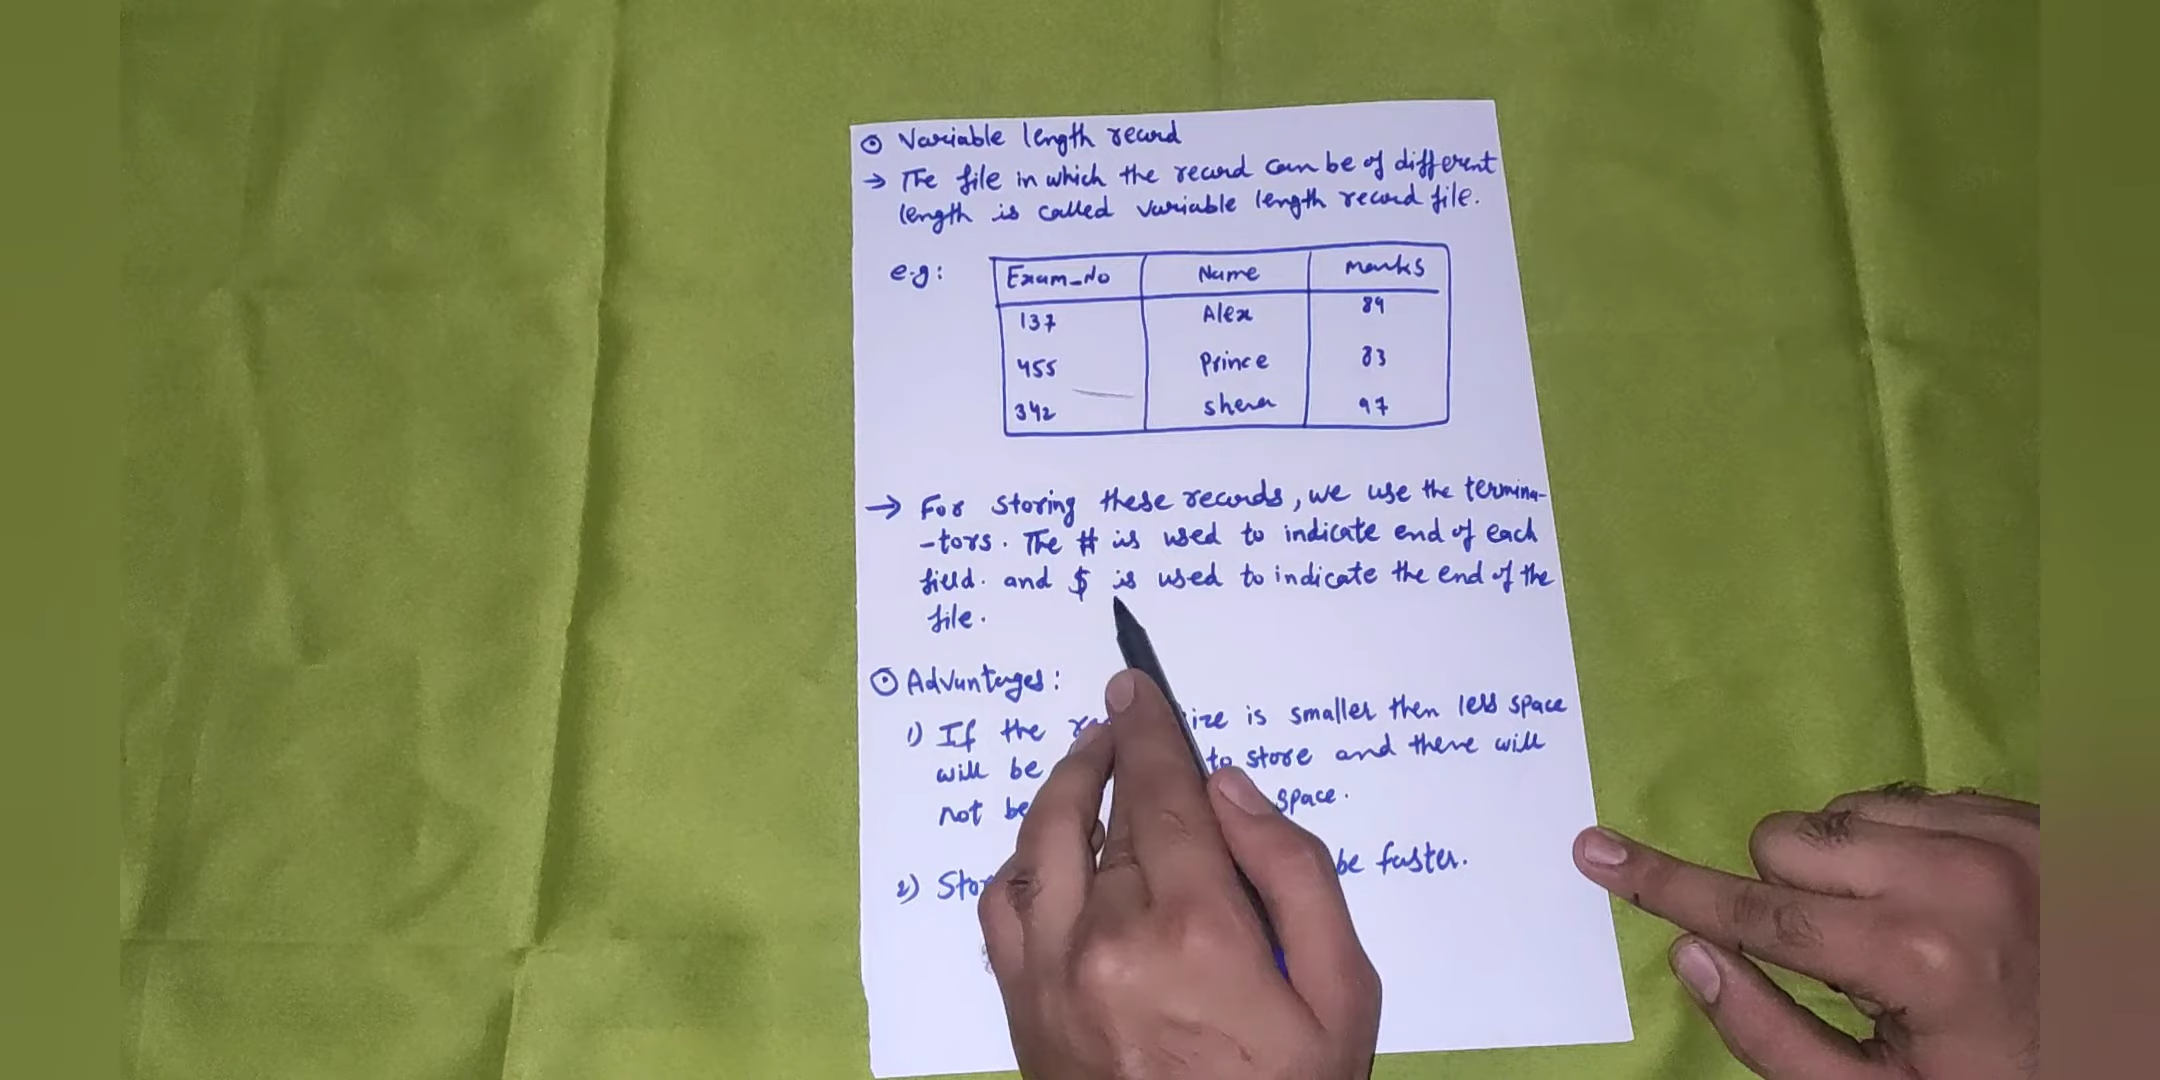 Variable length record
→ The file in which the record can be of different
length is called variable length record file.
e.g:
Exam_No Name Marks
137 Alex 89
455 Prince 83
342 shera 97
→ For storing these records, we use the termina-
-tors. The # is used to indicate end of each
field. and $ is used to indicate the end of the
file.
Advantages:
1) If the is smaller then less space
will be to store and there will
not be space.
2) be faster.